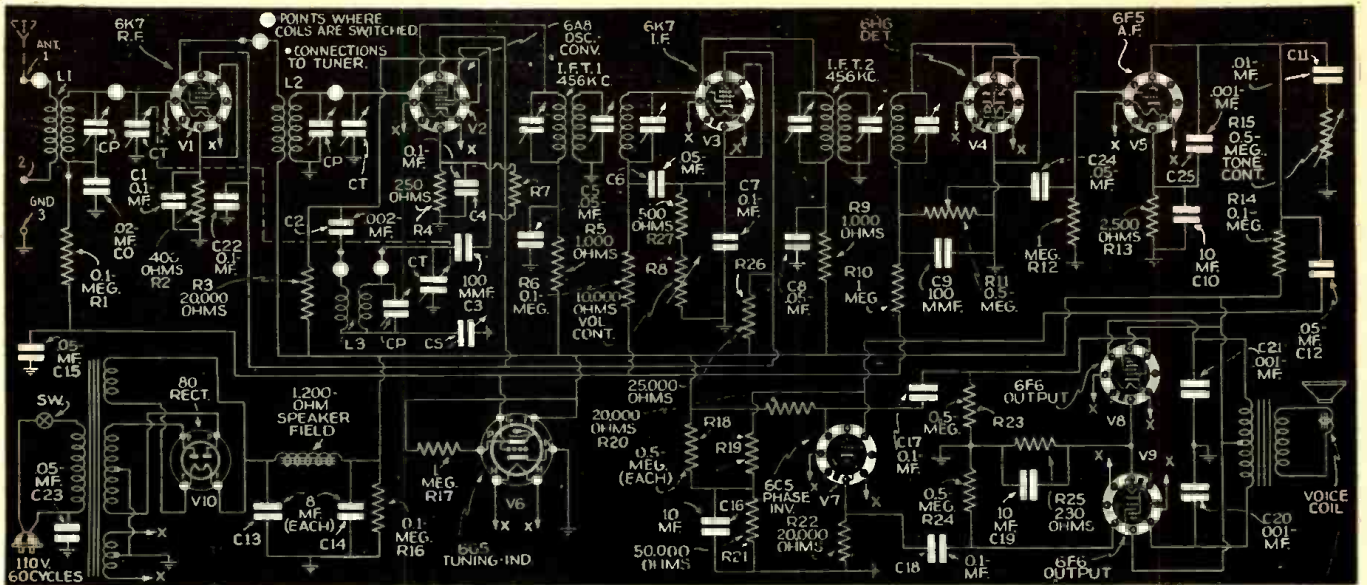 6K7
R.F.
POINTS WHERE
COILS ARE SWITCHED
• CONNECTIONS
TO TUNER.
6A8
OSC.
CONV.
6K7
I.F.
6H6
DET.
6F5
A.F.
ANT.
1
L1
CP
CT
V1
X
2
GND
3
C1
0.1-
MF.
.02-
MF.
CO
400
OHMS
R2
C22
0.1-
MF.
0.1-
MEG.
R1
R3
20,000
OHMS
L2
CP
CT
V2
X
0.1-
MF.
250
OHMS
R4
C4
R7
C2
.002-
MF.
CT
100
MMF.
C3
L3
CP
CS
I.F.T.1
456 KC.
C5
.05-
MF.
R5
1,000
OHMS
R6
0.1-
MEG.
C6
.05-
MF.
V3
X
500
OHMS
R27
R8
10,000
OHMS
VOL.
CONT.
C7
0.1-
MF.
R26
I.F.T.2
456 KC.
C8
.05-
MF.
R9
1,000
OHMS
R10
1
MEG.
V4
X
C9
100
MMF.
R11
0.5-
MEG.
C24
.05-
MF.
1
MEG.
R12
V5
X
2,500
OHMS
R13
C25
.01-
MF.
.001-
MF.
R15
0.5-
MEG.,
TONE
CONT.
R14
0.1-
MEG.
C11
10
MF.
C10
.05-
MF.
C12
.05-
MF.
C15
SW.
.05-
MF.
C23
110 V.
60 CYCLES
80
RECT.
V10
X
X
1,200-
OHM
SPEAKER
FIELD
8
MF.
(EACH)
C13
C14
0.1-
MEG.
R16
1
MEG.
R17
V6
X X
6G5
TUNING-IND.
25,000-
OHMS
20,000
OHMS
R20
R18
0.5-
MEG.
(EACH)
R19
10
MF.
C16
50,000
OHMS
R21
6C5
PHASE
INV.
V7
X
R22
20,000
OHMS
C17
0.1-
MF.
0.5-
MEG.
R23
0.5-
MEG.
R24
C18
0.1-
MF.
10
MF.
C19
(R25
230
OHMS
6F6
OUTPUT
V8
X
V9
X
6F6
OUTPUT
C21
.001-
MF.
C20
.001-
MF.
VOICE
COIL